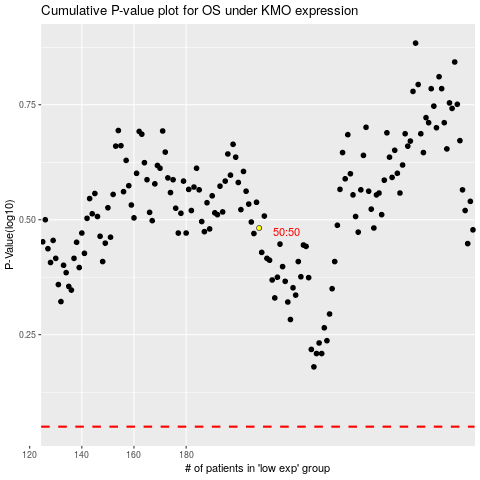 Cumulative P-value plot for OS under KMO expression
P-Value(log10)
0.75
0.50
0.25
50:50
120 140 160 180
# of patients in 'low exp' group